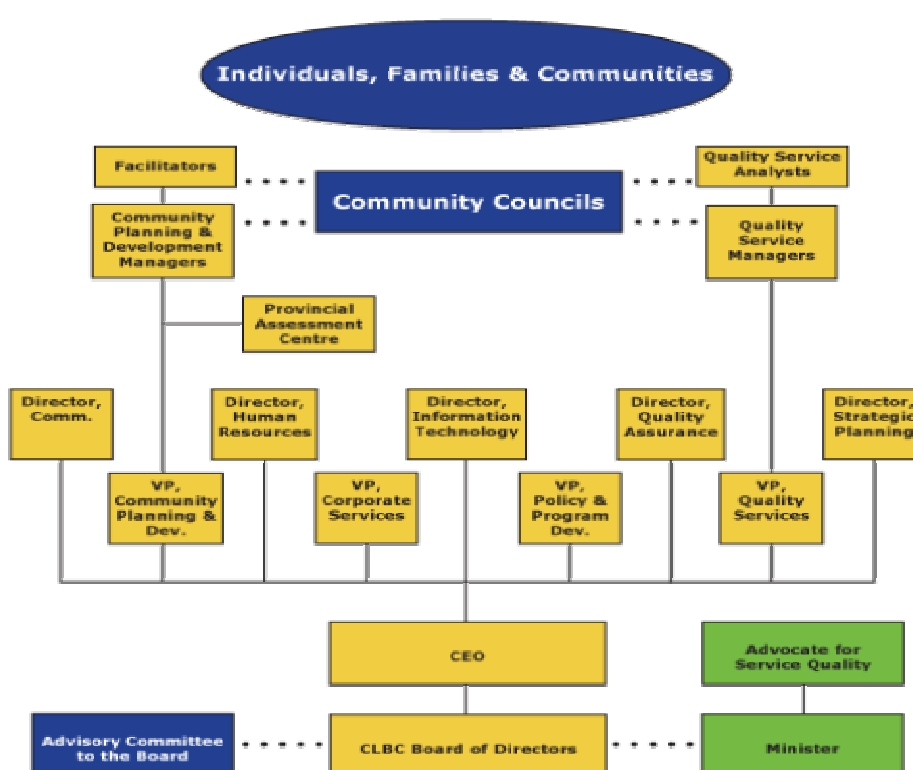 Individuals, Families & Communities
Facilitators
Quality Service
Analysts
Community Councils
Community
Planning &
Development
Managers
Quality
Service
Managers
Provincial
Assessment
Centre
Director,
Comm.
Director,
Human
Resources
Director,
Information
Technology
Director,
Quality
Assurance
Director,
Strategic
Planning
VP,
Community
Planning &
Dev.
VP,
Corporate
Services
VP,
Policy &
Program
Dev.
VP,
Quality
Services
CEO
Advocate for
Service Quality
Advisory Committee
to the Board
CLBC Board of Directors
Minister